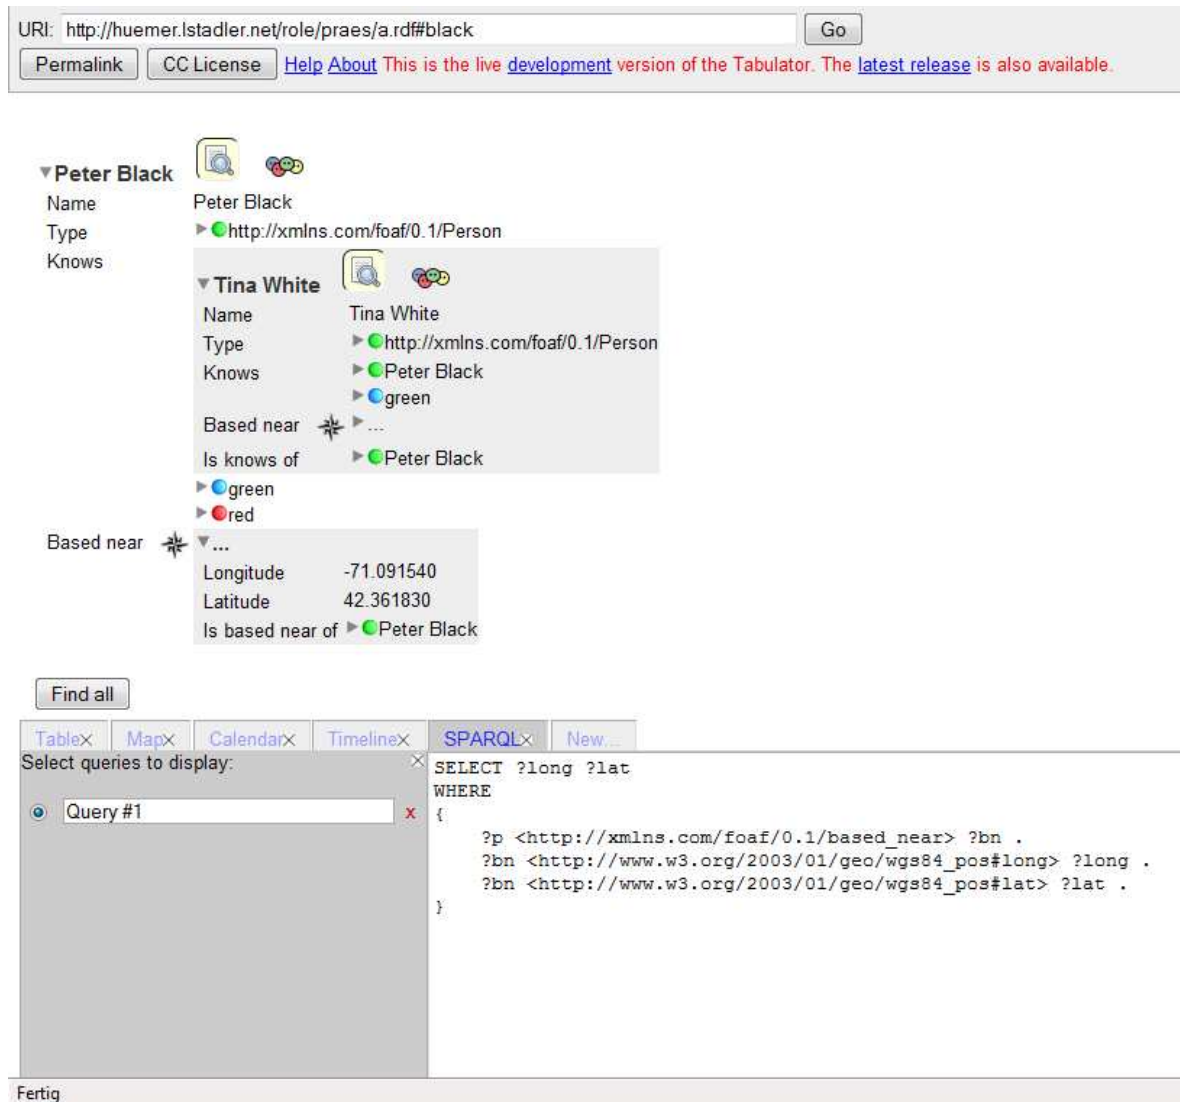 URI: http://huemer.lstadler.net/role/praes/a.rdf#black Go
Permalink CC License Help About This is the live development version of the Tabulator. The latest release is also available.
Peter Black
Name Peter Black
Type http://xmlns.com/foaf/0.1/Person
Knows
Tina White
Name Tina White
Type http://xmlns.com/foaf/0.1/Person
Knows Peter Black
green
Based near ...
Is knows of Peter Black
green
red
Based near ...
Longitude -71.091540
Latitude 42.361830
Is based near of Peter Black
Find all
Table Map Calendar Timeline SPARQL New...
Select queries to display:
Query #1 x
SELECT ?long ?lat
WHERE
{
?p <http://xmlns.com/foaf/0.1/based_near> ?bn .
?bn <http://www.w3.org/2003/01/geo/wgs84_pos#long> ?long .
?bn <http://www.w3.org/2003/01/geo/wgs84_pos#lat> ?lat .
}
Fertig